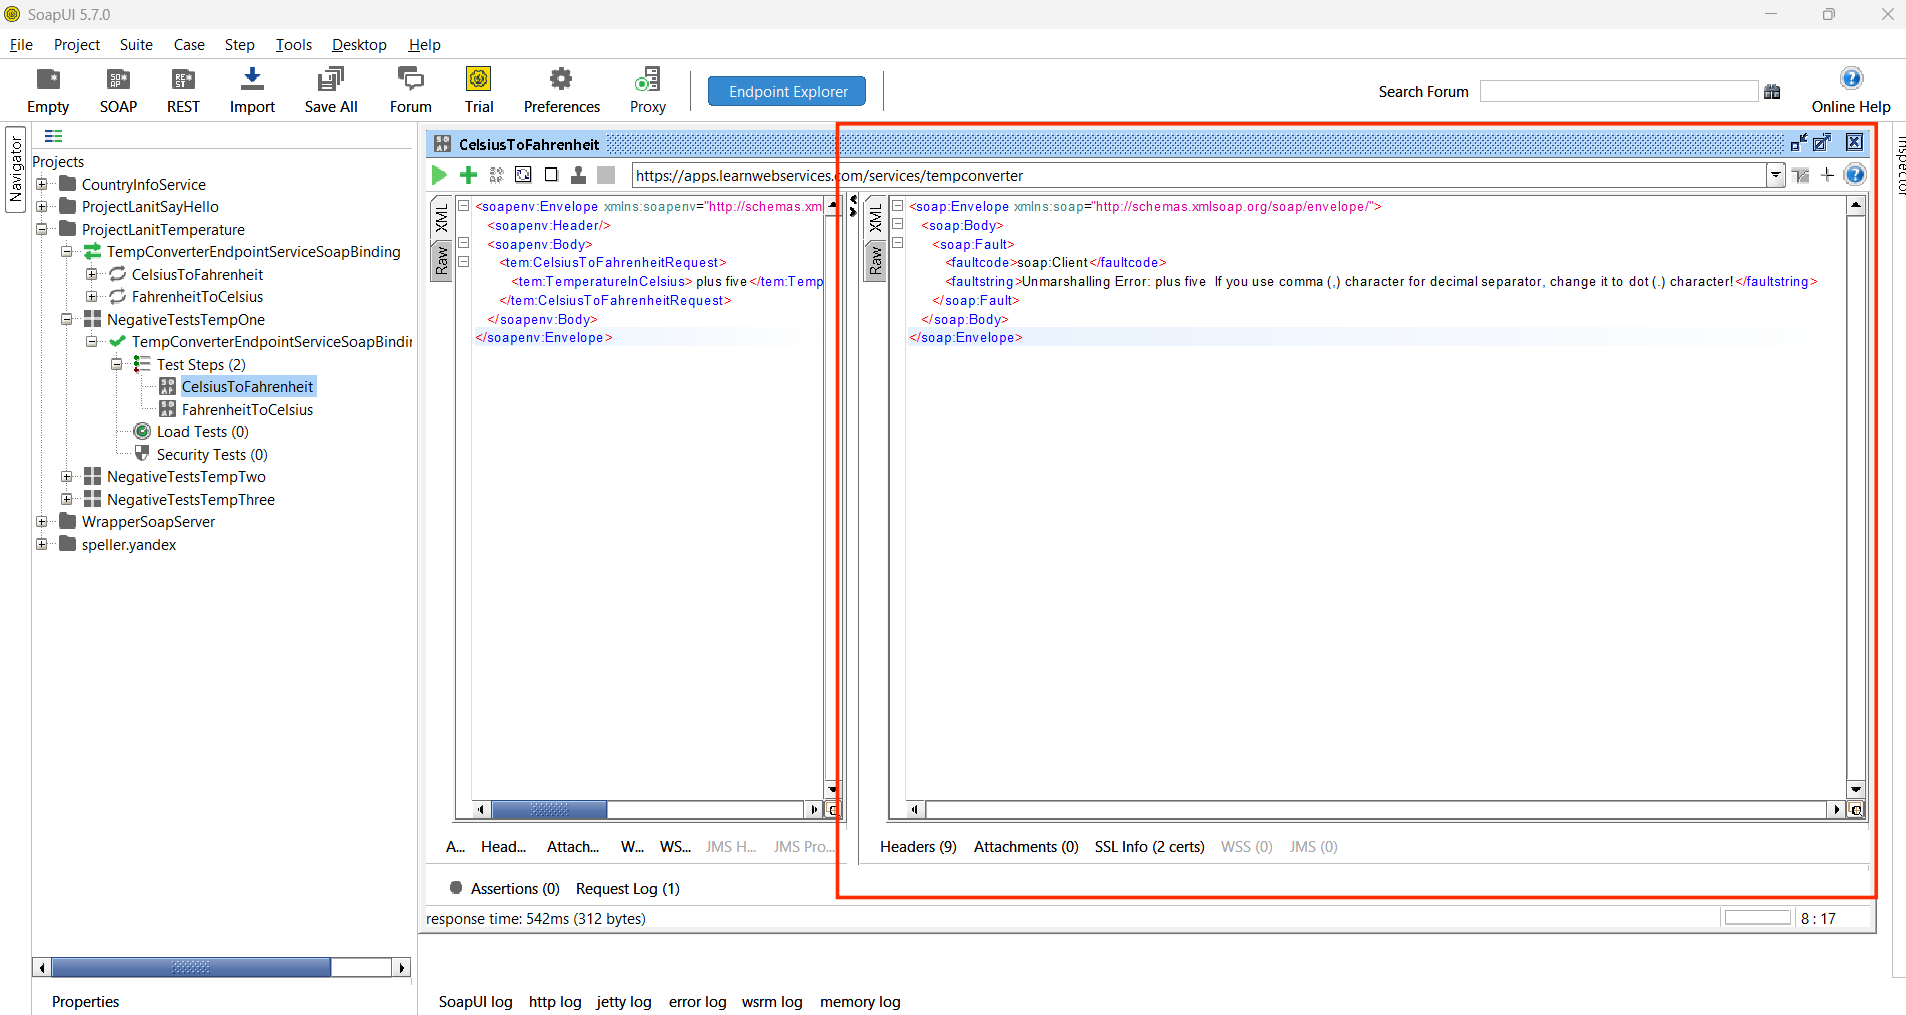 SoapUI 5.7.0
File Project Suite Case Step Tools Desktop Help
Empty SOAP REST Import Save All Forum Trial Preferences Proxy Endpoint Explorer Search Forum Online Help
Navigator
Projects
CountryInfoService
ProjectLanitSayHello
ProjectLanitTemperature
TempConverterEndpointServiceSoapBinding
CelsiusToFahrenheit
FahrenheitToCelsius
NegativeTestsTempOne
TempConverterEndpointServiceSoapBindin
Test Steps (2)
CelsiusToFahrenheit
FahrenheitToCelsius
Load Tests (0)
Security Tests (0)
NegativeTestsTempTwo
NegativeTestsTempThree
WrapperSoapServer
speller.yandex
Properties
CelsiusToFahrenheit
https://apps.learnwebservices.com/services/tempconverter
XML
Raw
<soapenv:Envelope xmlns:soapenv="http://schemas.xml
<soapenv:Header/>
<soapenv:Body>
<tem:CelsiusToFahrenheitRequest>
<tem:TemperatureInCelsius> plus five</tem:Temp
</tem:CelsiusToFahrenheitRequest>
</soapenv:Body>
</soapenv:Envelope>
A... Head... Attach... W... WS... JMS H... JMS Pro...
XML
Raw
<soap:Envelope xmlns:soap="http://schemas.xmlsoap.org/soap/envelope/">
<soap:Body>
<soap:Fault>
<faultcode>soap:Client</faultcode>
<faultstring>Unmarshalling Error: plus five  If you use comma (,) character for decimal separator, change it to dot (.) character!</faultstring>
</soap:Fault>
</soap:Body>
</soap:Envelope>
Headers (9) Attachments (0) SSL Info (2 certs) WSS (0) JMS (0)
Assertions (0) Request Log (1)
response time: 542ms (312 bytes)
8 : 17
SoapUI log http log jetty log error log wsrm log memory log